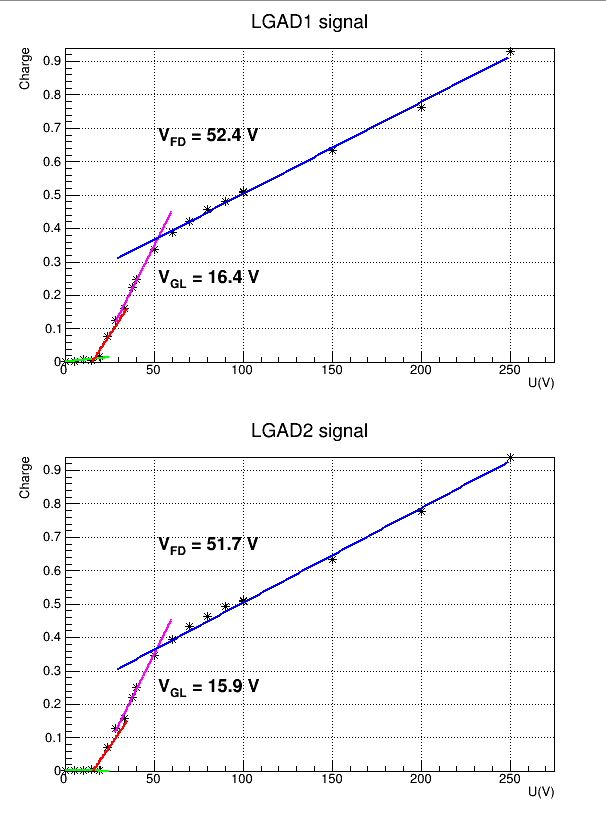 LGAD1 signal
Charge
0.9
0.8
0.7
V_FD = 52.4 V
0.6
0.5
0.4
0.3
V_GL = 16.4 V
0.2
0.1
0
0 50 100 150 200 250
U(V)
LGAD2 signal
Charge
0.9
0.8
0.7
V_FD = 51.7 V
0.6
0.5
0.4
0.3
V_GL = 15.9 V
0.2
0.1
0
0 50 100 150 200 250
U(V)